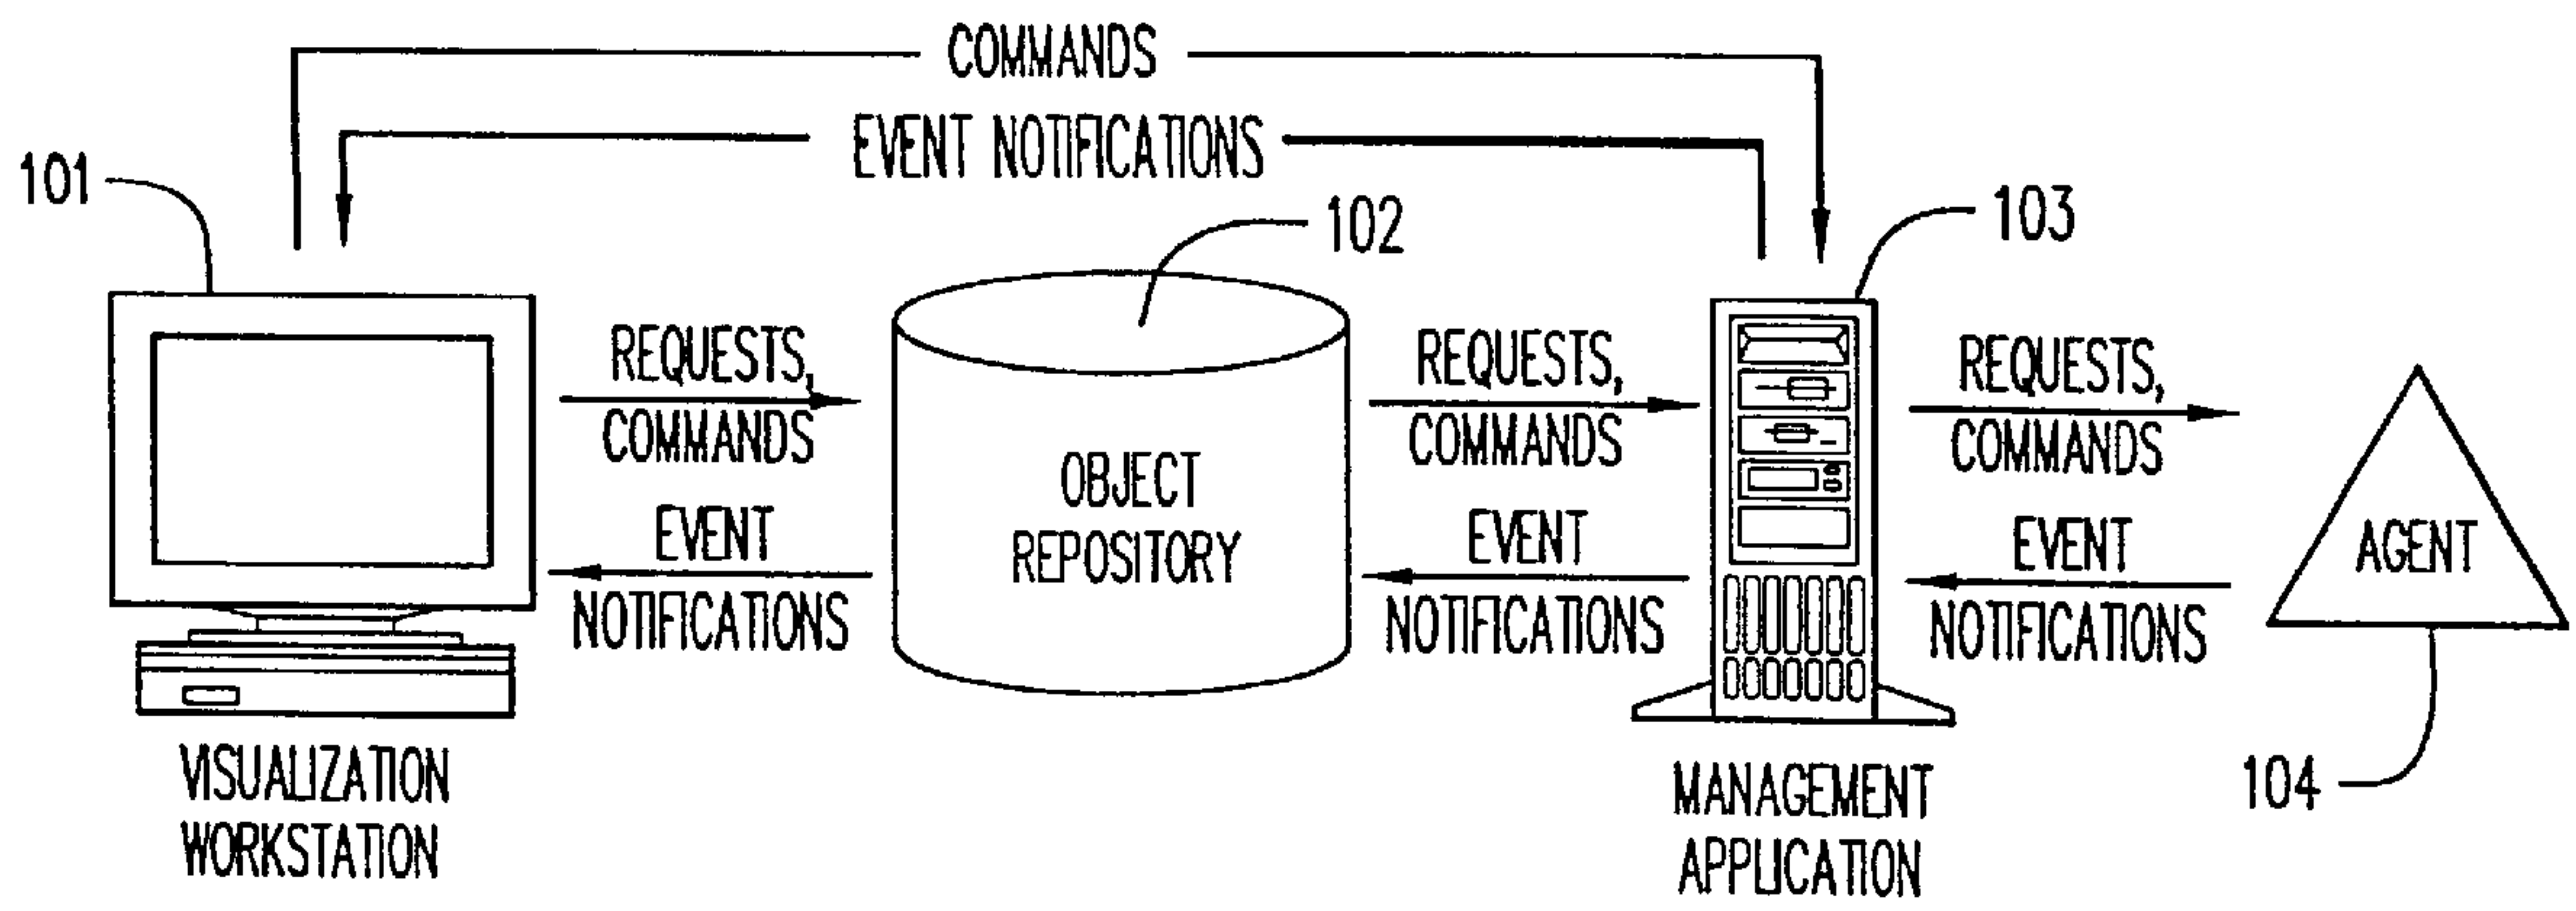 COMMANDS
EVENT NOTIFICATIONS
101
102
103
REQUESTS,
COMMANDS
EVENT
NOTIFICATIONS
OBJECT
REPOSITORY
REQUESTS,
COMMANDS
EVENT
NOTIFICATIONS
REQUESTS,
COMMANDS
EVENT
NOTIFICATIONS
AGENT
104
VISUALIZATION
WORKSTATION
MANAGEMENT
APPLICATION